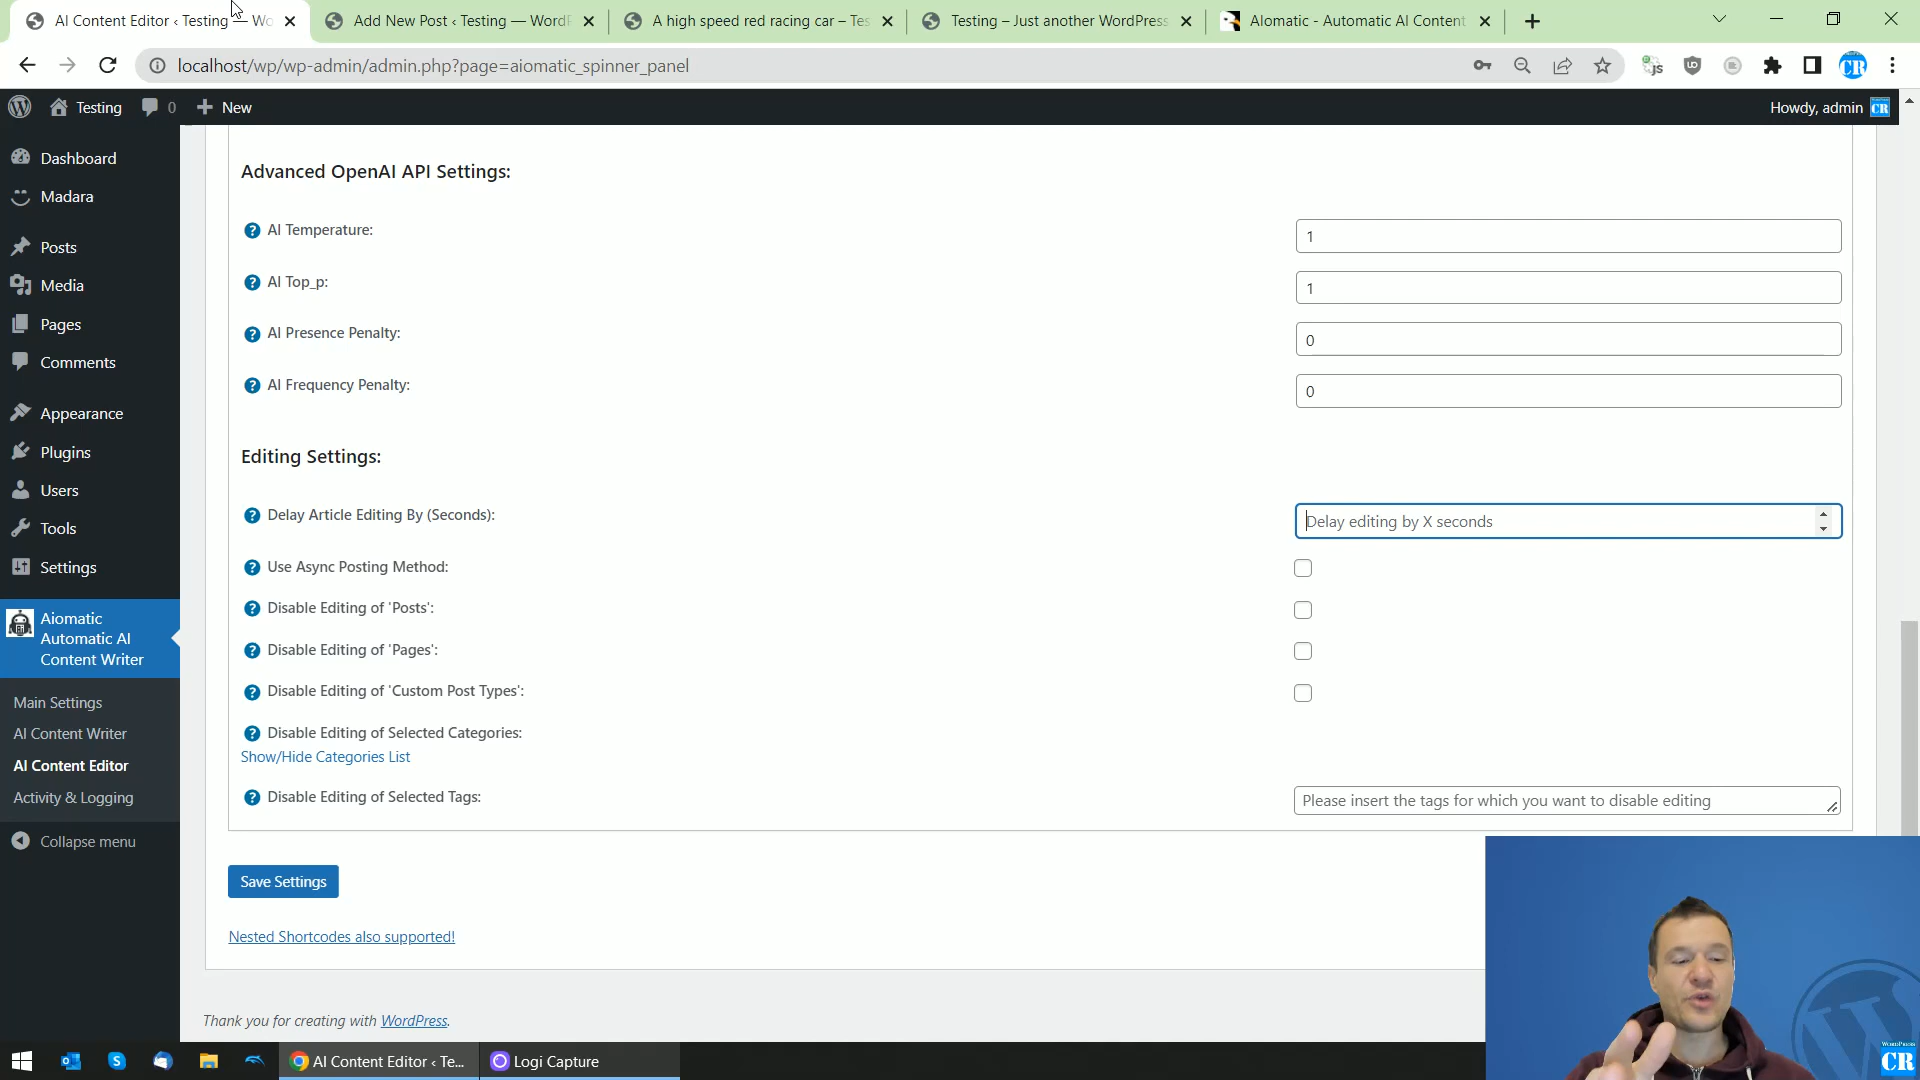 AI Content Editor ‹ Testing — Wo
Add New Post ‹ Testing — WordP
A high speed red racing car – Tes
Testing – Just another WordPress
AIomatic - Automatic AI Content
localhost/wp/wp-admin/admin.php?page=aiomatic_spinner_panel
Testing
0
New
Howdy, admin
CR
Dashboard
Madara
Posts
Media
Pages
Comments
Appearance
Plugins
Users
Tools
Settings
Aiomatic
Automatic AI
Content Writer
Main Settings
AI Content Writer
AI Content Editor
Activity & Logging
Collapse menu
Advanced OpenAI API Settings:
AI Temperature:
1
AI Top_p:
1
AI Presence Penalty:
0
AI Frequency Penalty:
0
Editing Settings:
Delay Article Editing By (Seconds):
Delay editing by X seconds
Use Async Posting Method:
Disable Editing of 'Posts':
Disable Editing of 'Pages':
Disable Editing of 'Custom Post Types':
Disable Editing of Selected Categories:
Show/Hide Categories List
Disable Editing of Selected Tags:
Please insert the tags for which you want to disable editing
Save Settings
Nested Shortcodes also supported!
Thank you for creating with WordPress.
AI Content Editor ‹ Te...
Logi Capture
WordPress
CR